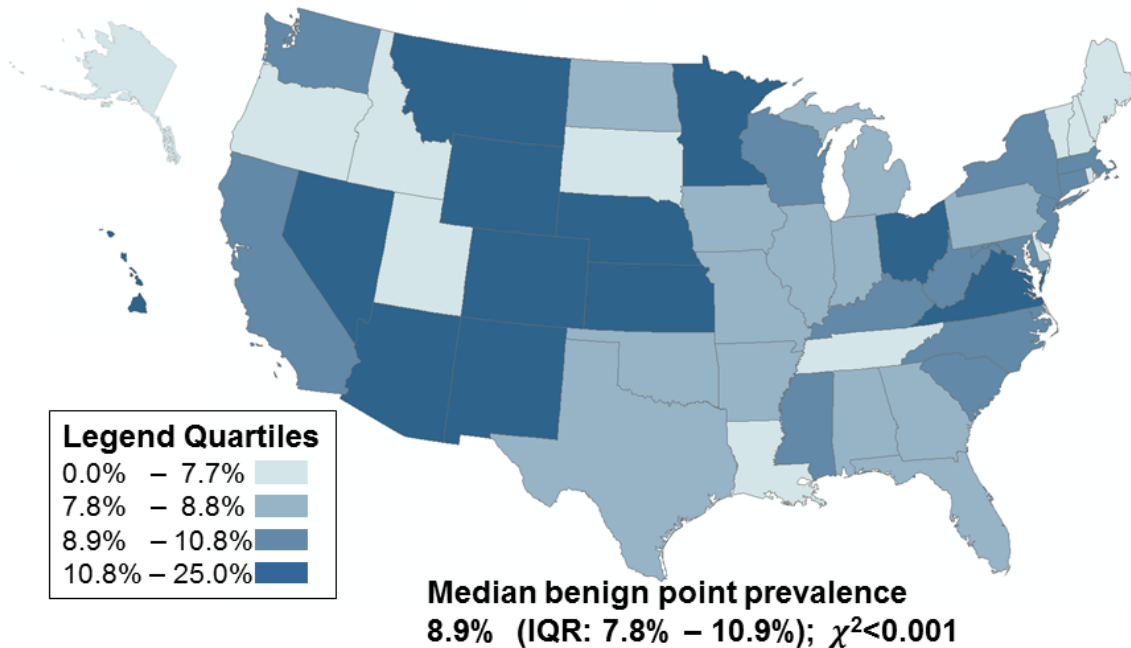 Legend Quartiles
0.0% – 7.7%
7.8% – 8.8%
8.9% – 10.8%
10.8% – 25.0%
Median benign point prevalence
8.9% (IQR: 7.8% – 10.9%); χ²<0.001